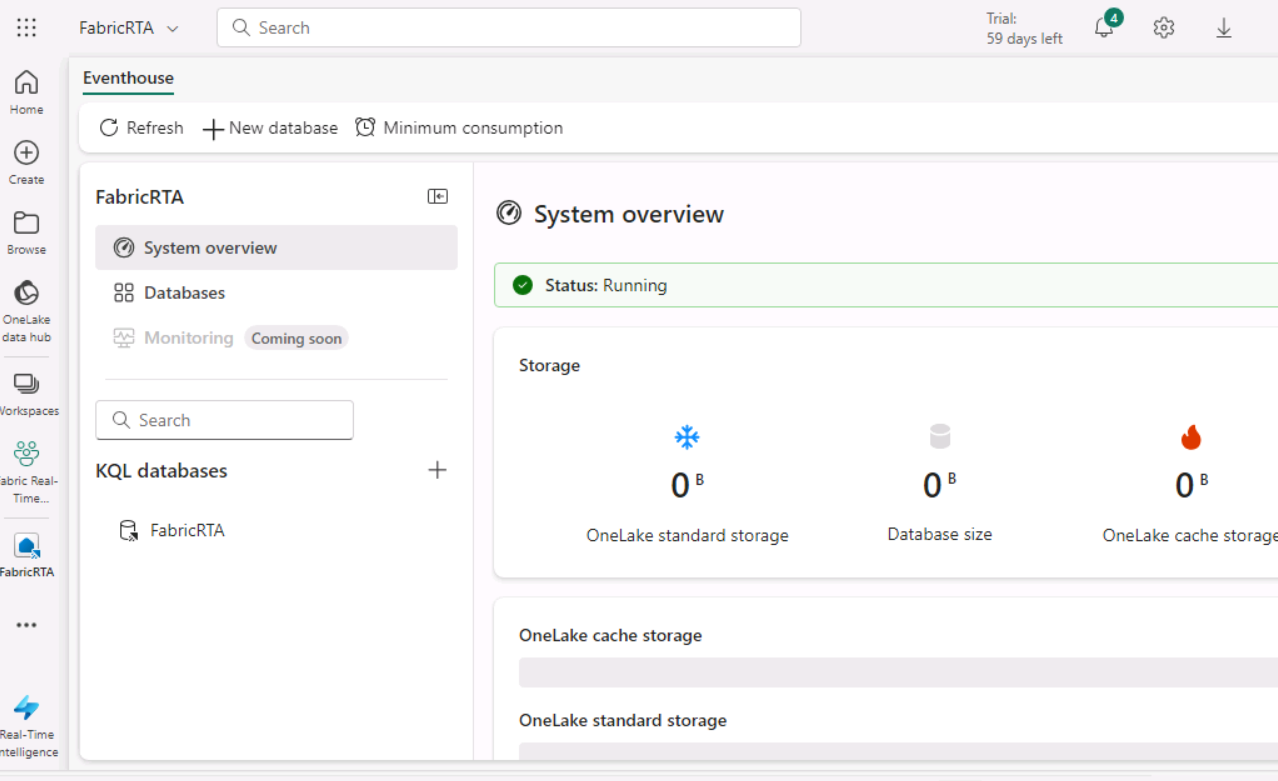 FabricRTA
Search
Trial:
59 days left
4
Home
Create
Browse
OneLake
data hub
Workspaces
abric Real-
Time...
FabricRTA
Real-Time
ntelligence
Eventhouse
Refresh
New database
Minimum consumption
FabricRTA
System overview
Databases
Monitoring Coming soon
Search
KQL databases
FabricRTA
System overview
Status: Running
Storage
0 B
OneLake standard storage
0 B
Database size
0 B
OneLake cache storage
OneLake cache storage
OneLake standard storage